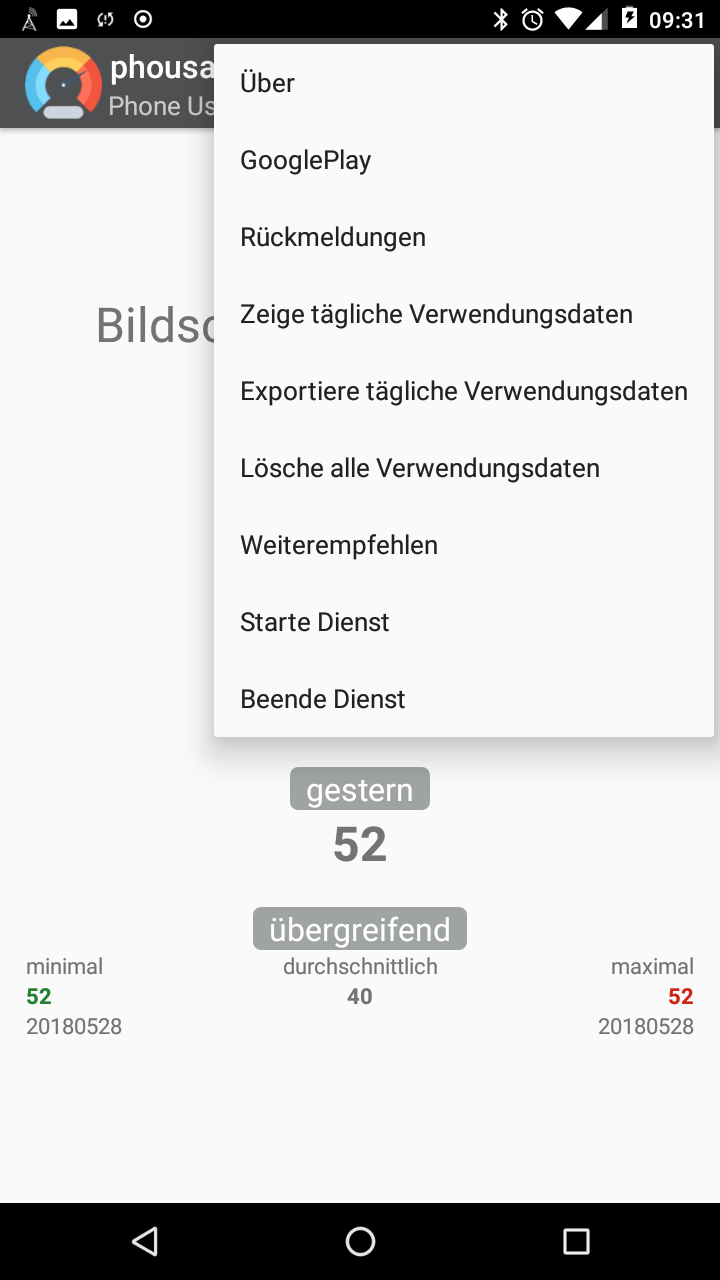 09:31
phousa
Phone Us
Über
GooglePlay
Rückmeldungen
Zeige tägliche Verwendungsdaten
Bildsc
Exportiere tägliche Verwendungsdaten
Lösche alle Verwendungsdaten
Weiterempfehlen
Starte Dienst
Beende Dienst
gestern
52
übergreifend
minimal durchschnittlich maximal
52 40 52
20180528 20180528